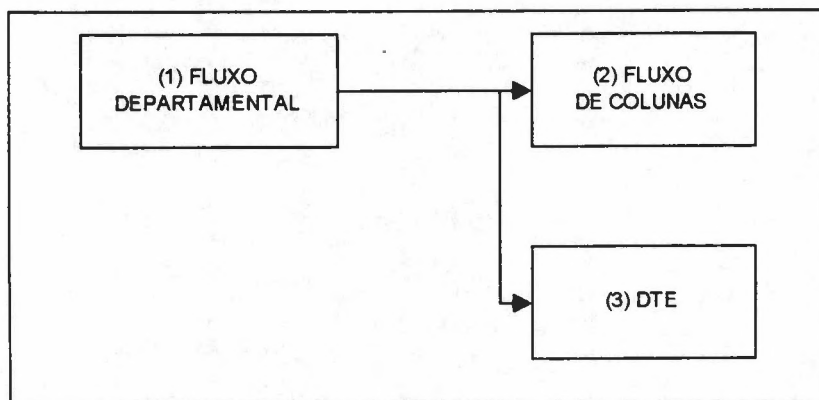 (1) FLUXO
DEPARTAMENTAL
(2) FLUXO
DE COLUNAS
(3) DTE